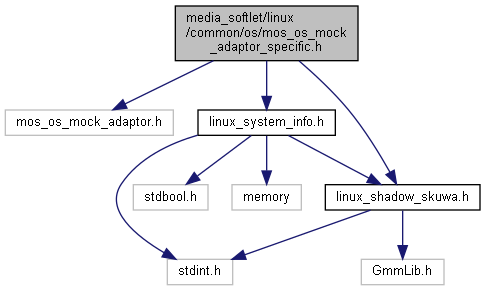 media_softlet/linux
/common/os/mos_os_mock
_adaptor_specific.h
mos_os_mock_adaptor.h
linux_system_info.h
stdbool.h
memory
linux_shadow_skuwa.h
stdint.h
GmmLib.h